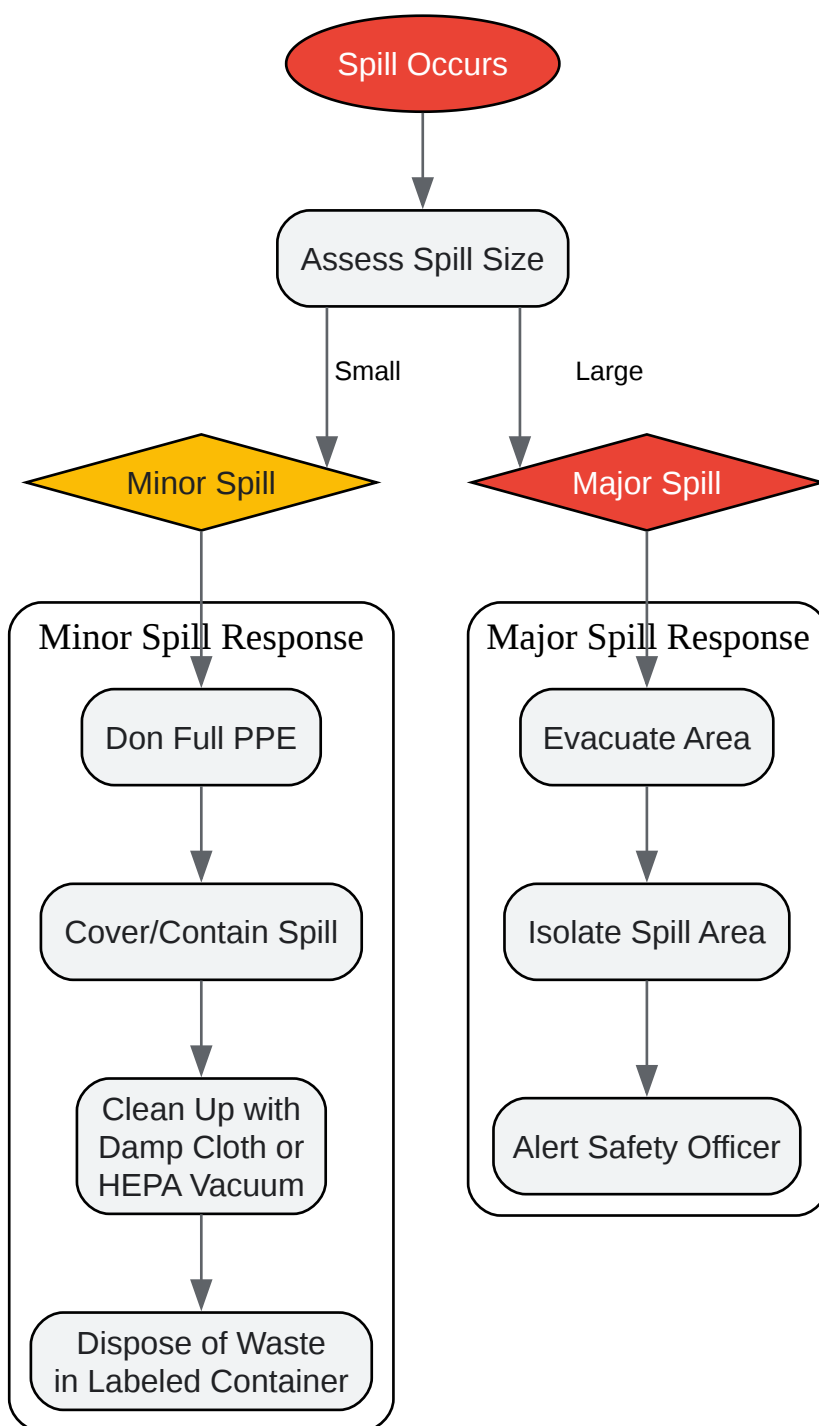 Spill Occurs
Assess Spill Size
Small
Large
Minor Spill
Major Spill
Minor Spill Response
Don Full PPE
Cover/Contain Spill
Clean Up with
Damp Cloth or
HEPA Vacuum
Dispose of Waste
in Labeled Container
Major Spill Response
Evacuate Area
Isolate Spill Area
Alert Safety Officer